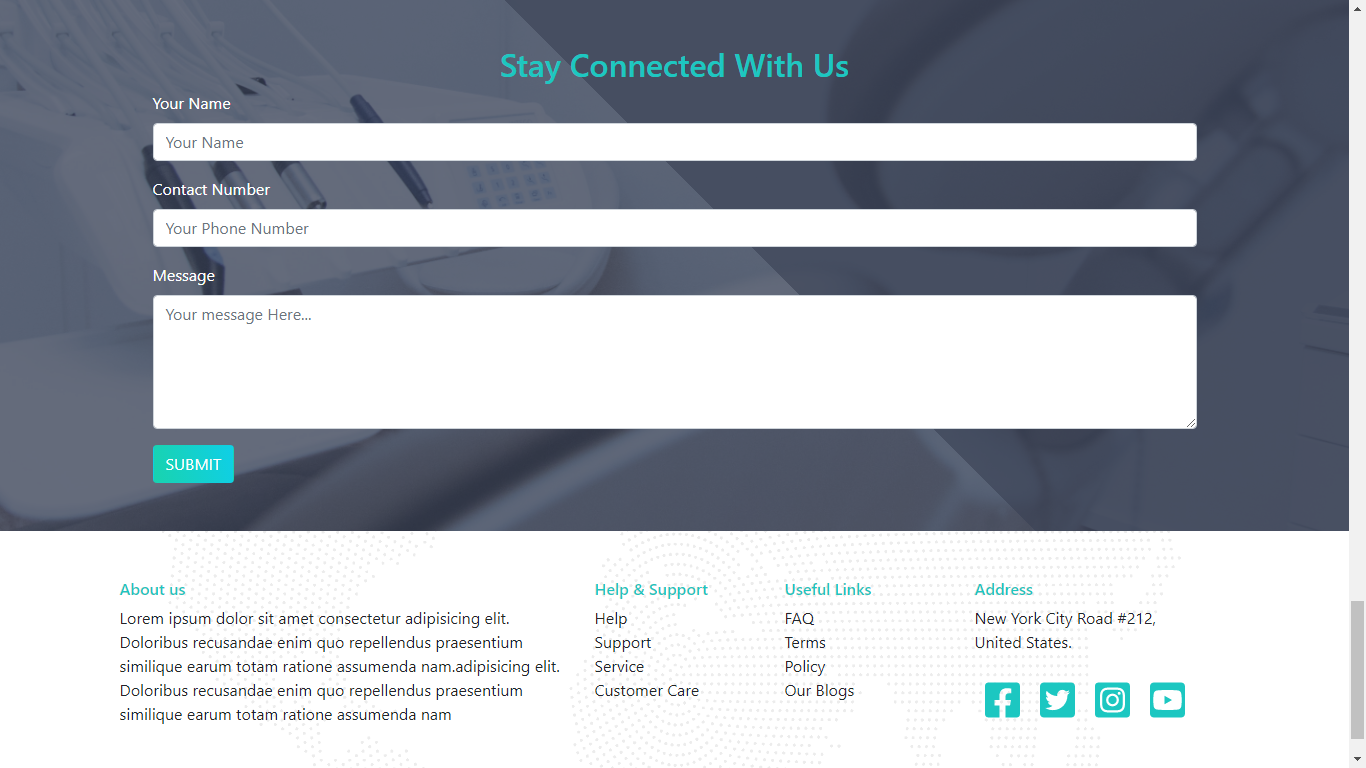 Stay Connected With Us
Your Name
Your Name
Contact Number
Your Phone Number
Message
Your message Here...
SUBMIT
About us
Lorem ipsum dolor sit amet consectetur adipisicing elit.
Doloribus recusandae enim quo repellendus praesentium
similique earum totam ratione assumenda nam.adipisicing elit.
Doloribus recusandae enim quo repellendus praesentium
similique earum totam ratione assumenda nam
Help & Support
Help
Support
Service
Customer Care
Useful Links
FAQ
Terms
Policy
Our Blogs
Address
New York City Road #212,
United States.